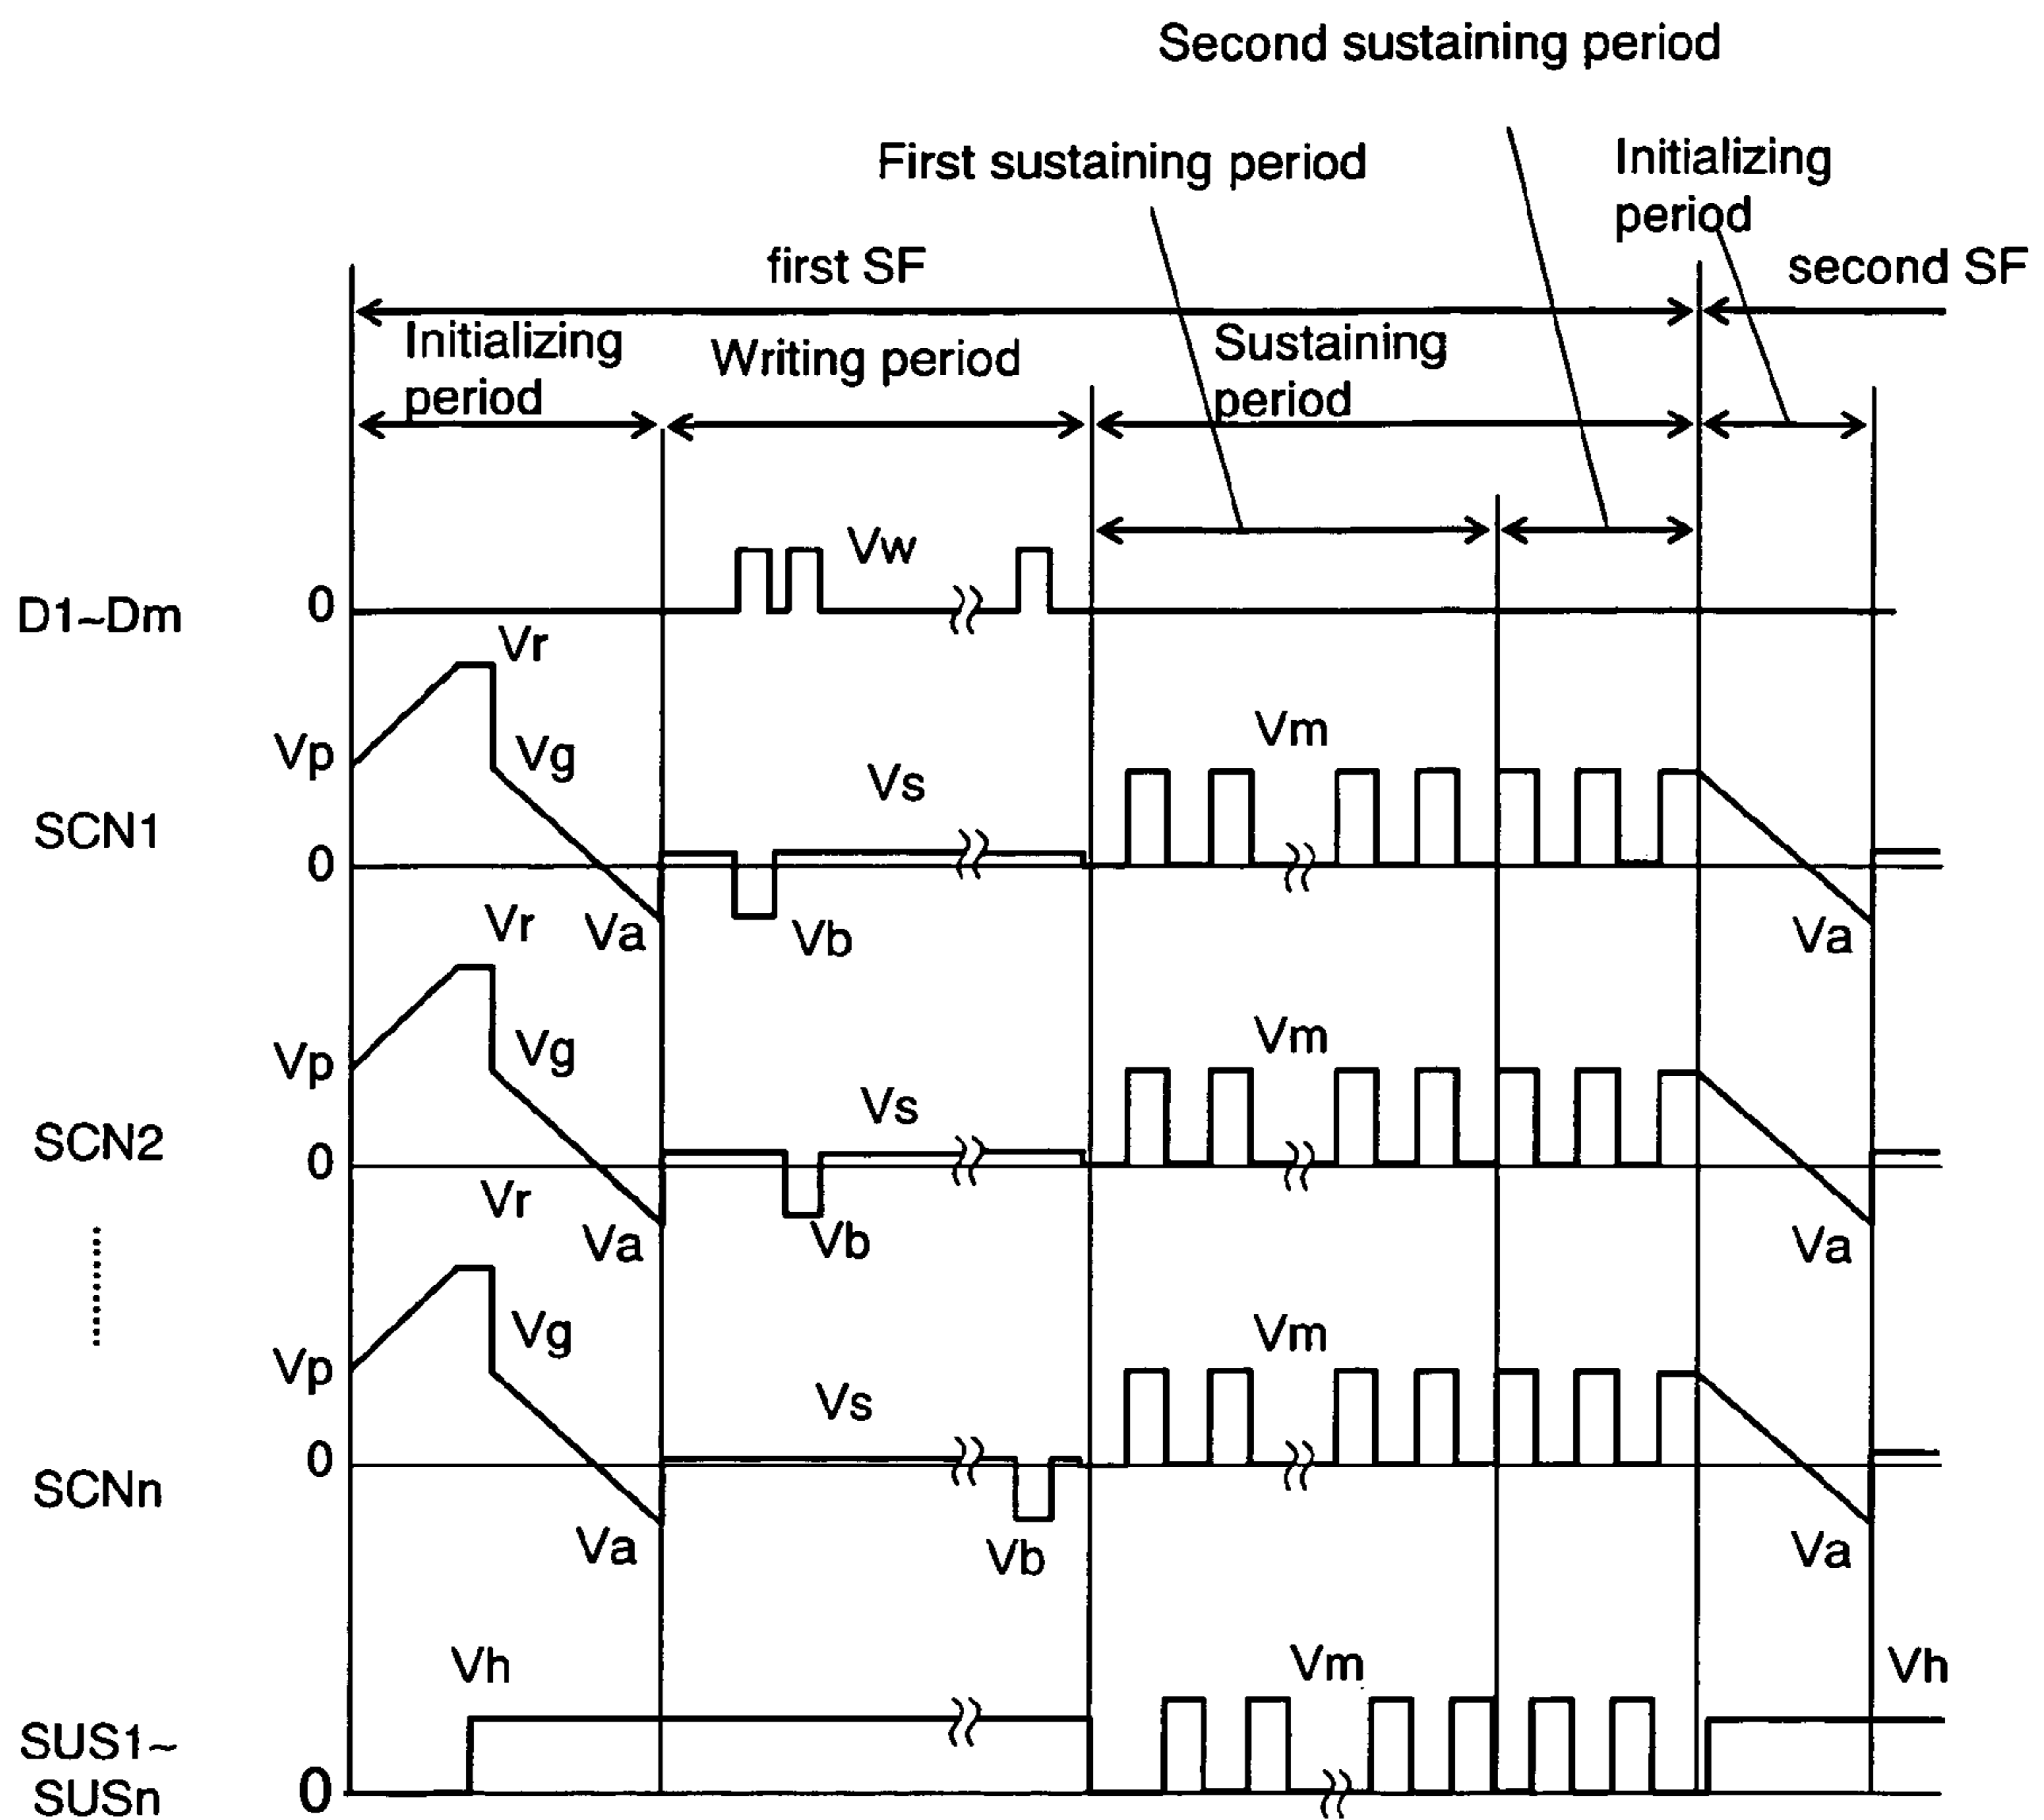 Second sustaining period
First sustaining period
Initializing
period
first SF
second SF
Initializing
period
Writing period
Sustaining
period
Vw
0
D1~Dm
Vr
Vp
Vg
Vm
Vs
SCN1
0
Vr
Va
Vb
Va
Vp
Vg
Vm
Vs
SCN2
0
Vr
Va
Vb
Va
Vp
Vg
Vm
Vs
0
SCNn
Va
Vb
Va
Vh
Vm
Vh
SUS1~
SUSn
0